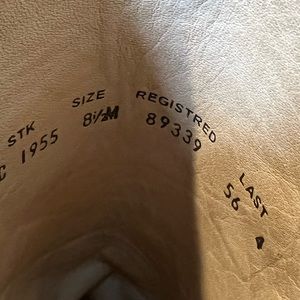 STK SIZE REGISTRED LAST
C 1955 8½M 89339 56 A